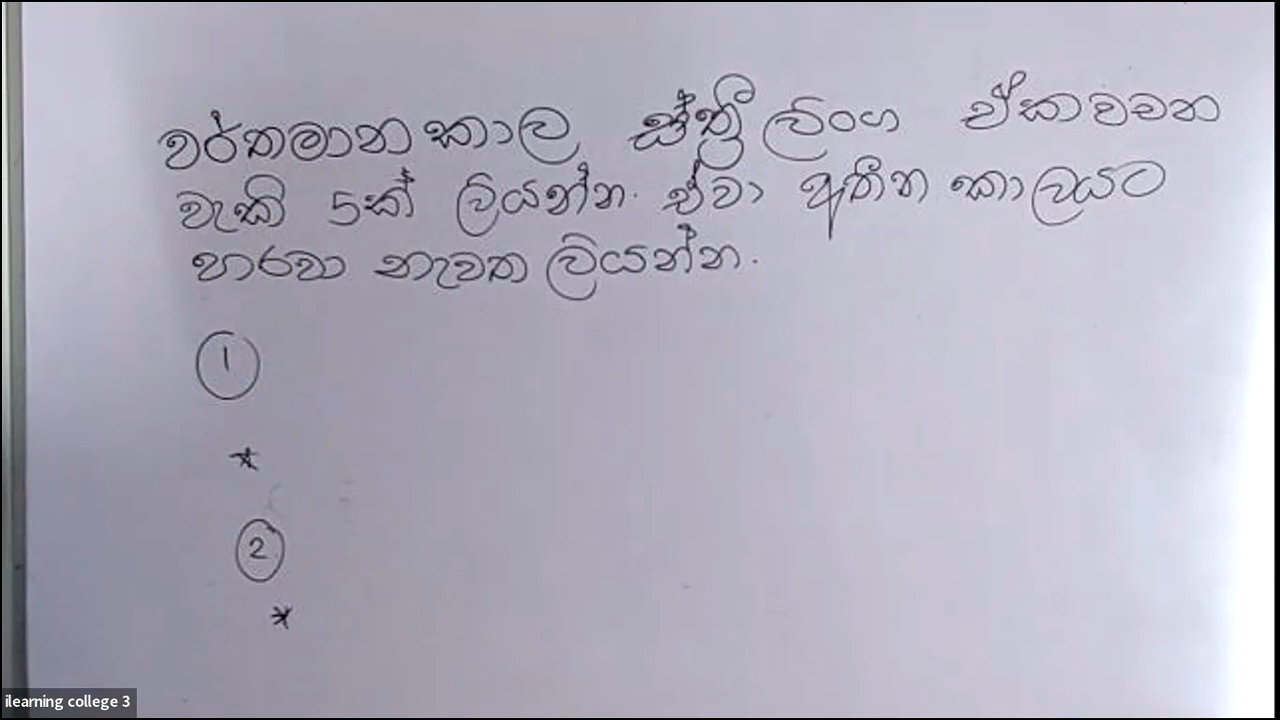 වර්තමාන කාල ස්ත්‍රී ලිංග ඒකවචන
වැකි 5ක් ලියන්න. ඒවා අතීත කාලයට
හරවා නැවත ලියන්න.
1
*
2
*
ilearning college 3